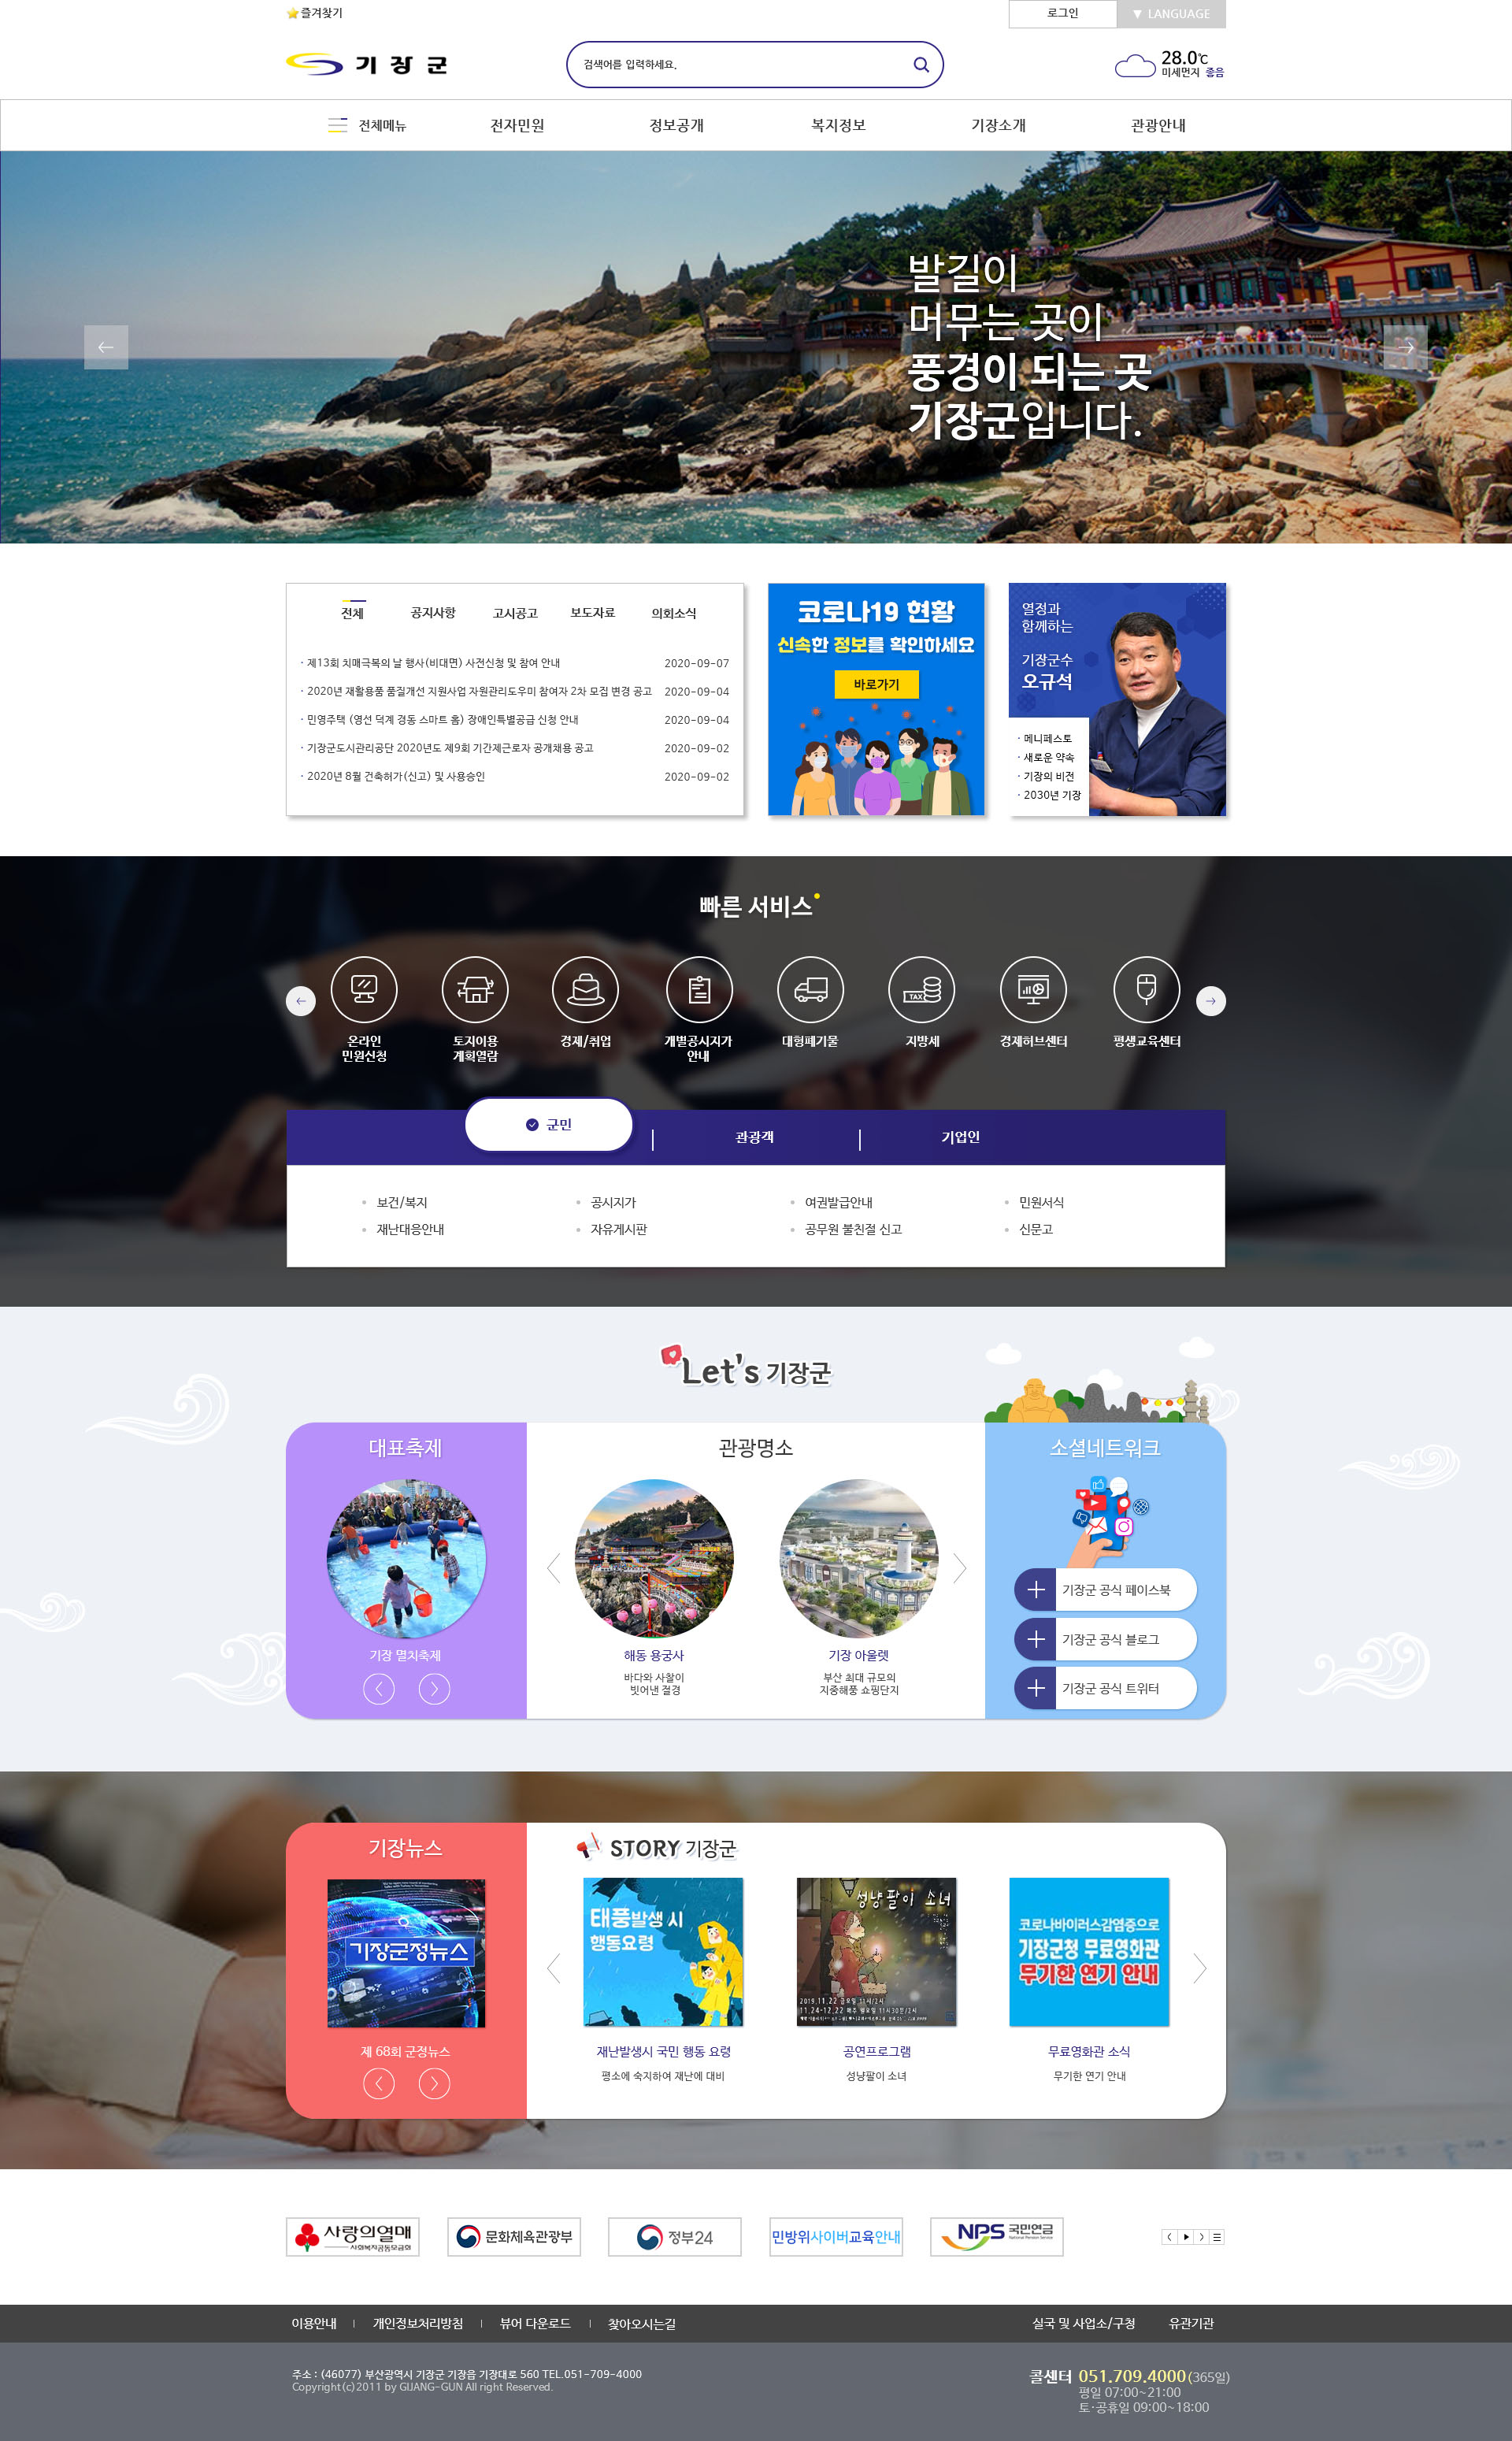 즐겨찾기
로그인
▼ LANGUAGE
기장군
검색어를 입력하세요.
28.0℃
미세먼지 좋음
전체메뉴
전자민원
정보공개
복지정보
기장소개
관광안내
발길이
머무는 곳이
풍경이 되는 곳
기장군입니다.
전체
공지사항
고시공고
보도자료
의회소식
· 제13회 치매극복의 날 행사(비대면) 사전신청 및 참여 안내 2020-09-07
· 2020년 재활용품 품질개선 지원사업 자원관리도우미 참여자 2차 모집 변경 공고 2020-09-04
· 민영주택 (영선 덕계 경동 스마트 홈) 장애인특별공급 신청 안내 2020-09-04
· 기장군도시관리공단 2020년도 제9회 기간제근로자 공개채용 공고 2020-09-02
· 2020년 8월 건축허가(신고) 및 사용승인 2020-09-02
코로나19 현황
신속한 정보를 확인하세요
바로가기
열정과
함께하는
기장군수
오규석
· 메니페스토
· 새로운 약속
· 기장의 비전
· 2030년 기장
빠른 서비스
TAX
온라인
민원신청
토지이용
계획열람
경제/취업
개별공시지가
안내
대형폐기물
지방세
경제허브센터
평생교육센터
군민
관광객
기업인
보건/복지
공시지가
여권발급안내
민원서식
재난대응안내
자유게시판
공무원 불친절 신고
신문고
Let's 기장군
대표축제
기장 멸치축제
관광명소
해동 용궁사
바다와 사찰이
빗어낸 절경
기장 아울렛
부산 최대 규모의
지중해풍 쇼핑단지
소셜네트워크
기장군 공식 페이스북
기장군 공식 블로그
기장군 공식 트위터
기장뉴스
기장군정뉴스
제 68회 군정뉴스
STORY 기장군
태풍발생 시
행동요령
재난발생시 국민 행동 요령
평소에 숙지하여 재난에 대비
성냥팔이 소녀
2019.11.22 금요일 11시/2시
공연프로그램
성냥팔이 소녀
코로나바이러스감염증으로
기장군청 무료영화관
무기한 연기 안내
무료영화관 소식
무기한 연기 안내
사랑의열매
사회복지공동모금회
문화체육관광부
정부24
민방위사이버교육안내
NPS 국민연금
National Pension Service
이용안내
개인정보처리방침
뷰어 다운로드
찾아오시는길
실국 및 사업소/구청
유관기관
주소 : (46077) 부산광역시 기장군 기장읍 기장대로 560 TEL.051-709-4000
Copyright(c)2011 by GIJANG-GUN All right Reserved.
콜센터 051.709.4000(365일)
평일 07:00~21:00
토·공휴일 09:00~18:00